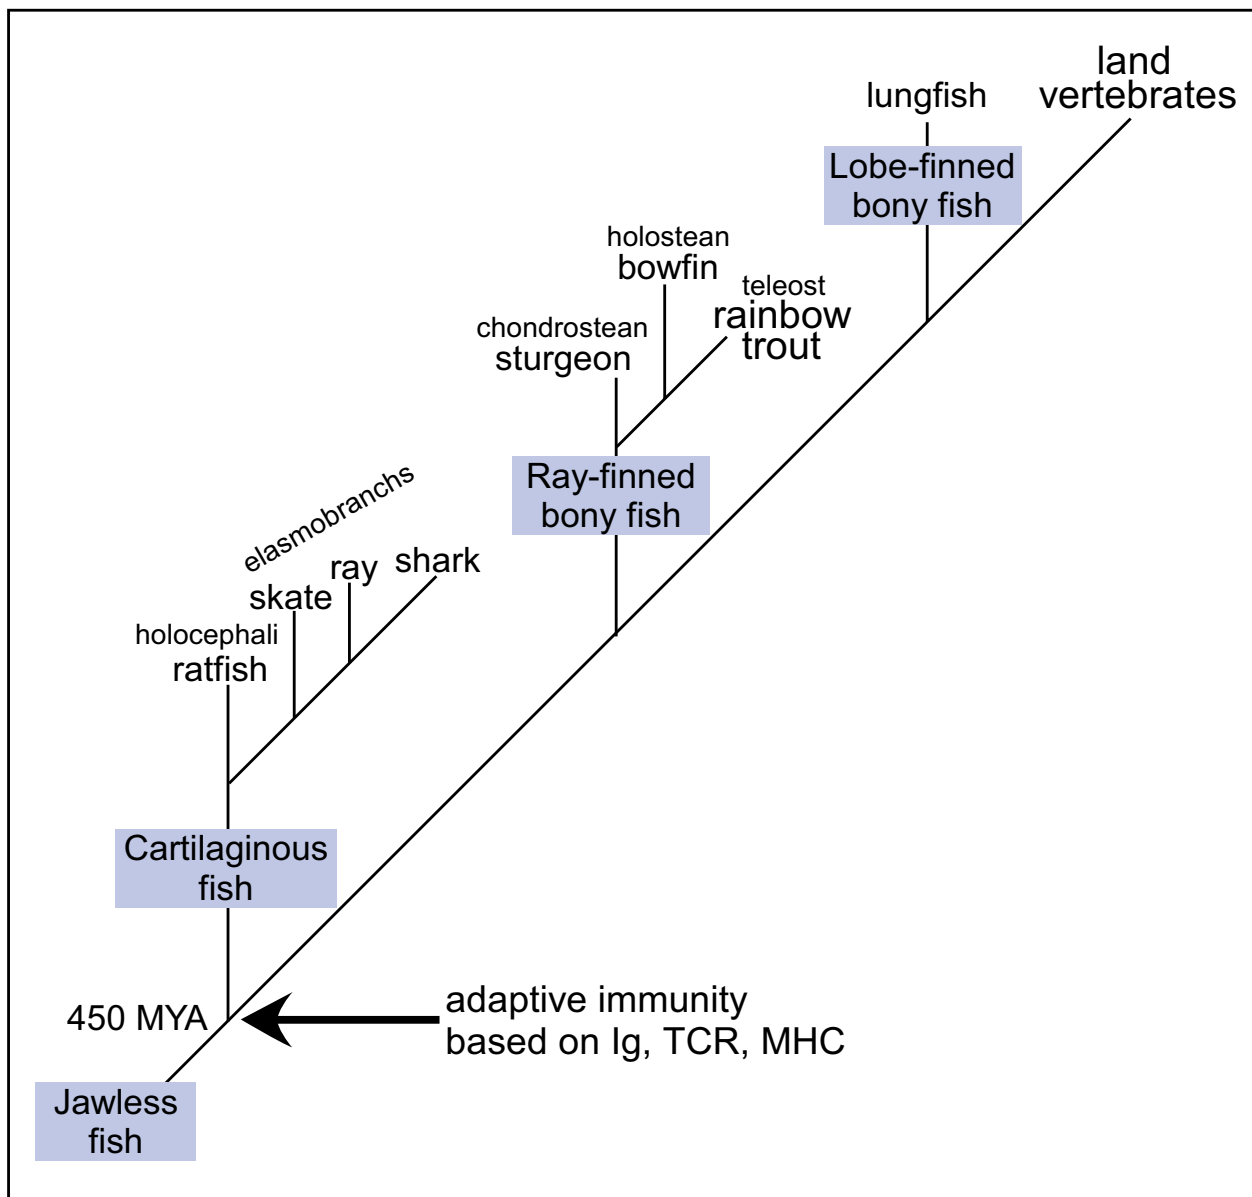 land
vertebrates
lungfish
Lobe-finned
bony fish
holostean
bowfin
teleost
rainbow
trout
chondrostean
sturgeon
Ray-finned
bony fish
elasmobranchs
skate
ray
shark
holocephali
ratfish
Cartilaginous
fish
450 MYA
adaptive immunity
based on Ig, TCR, MHC
Jawless
fish